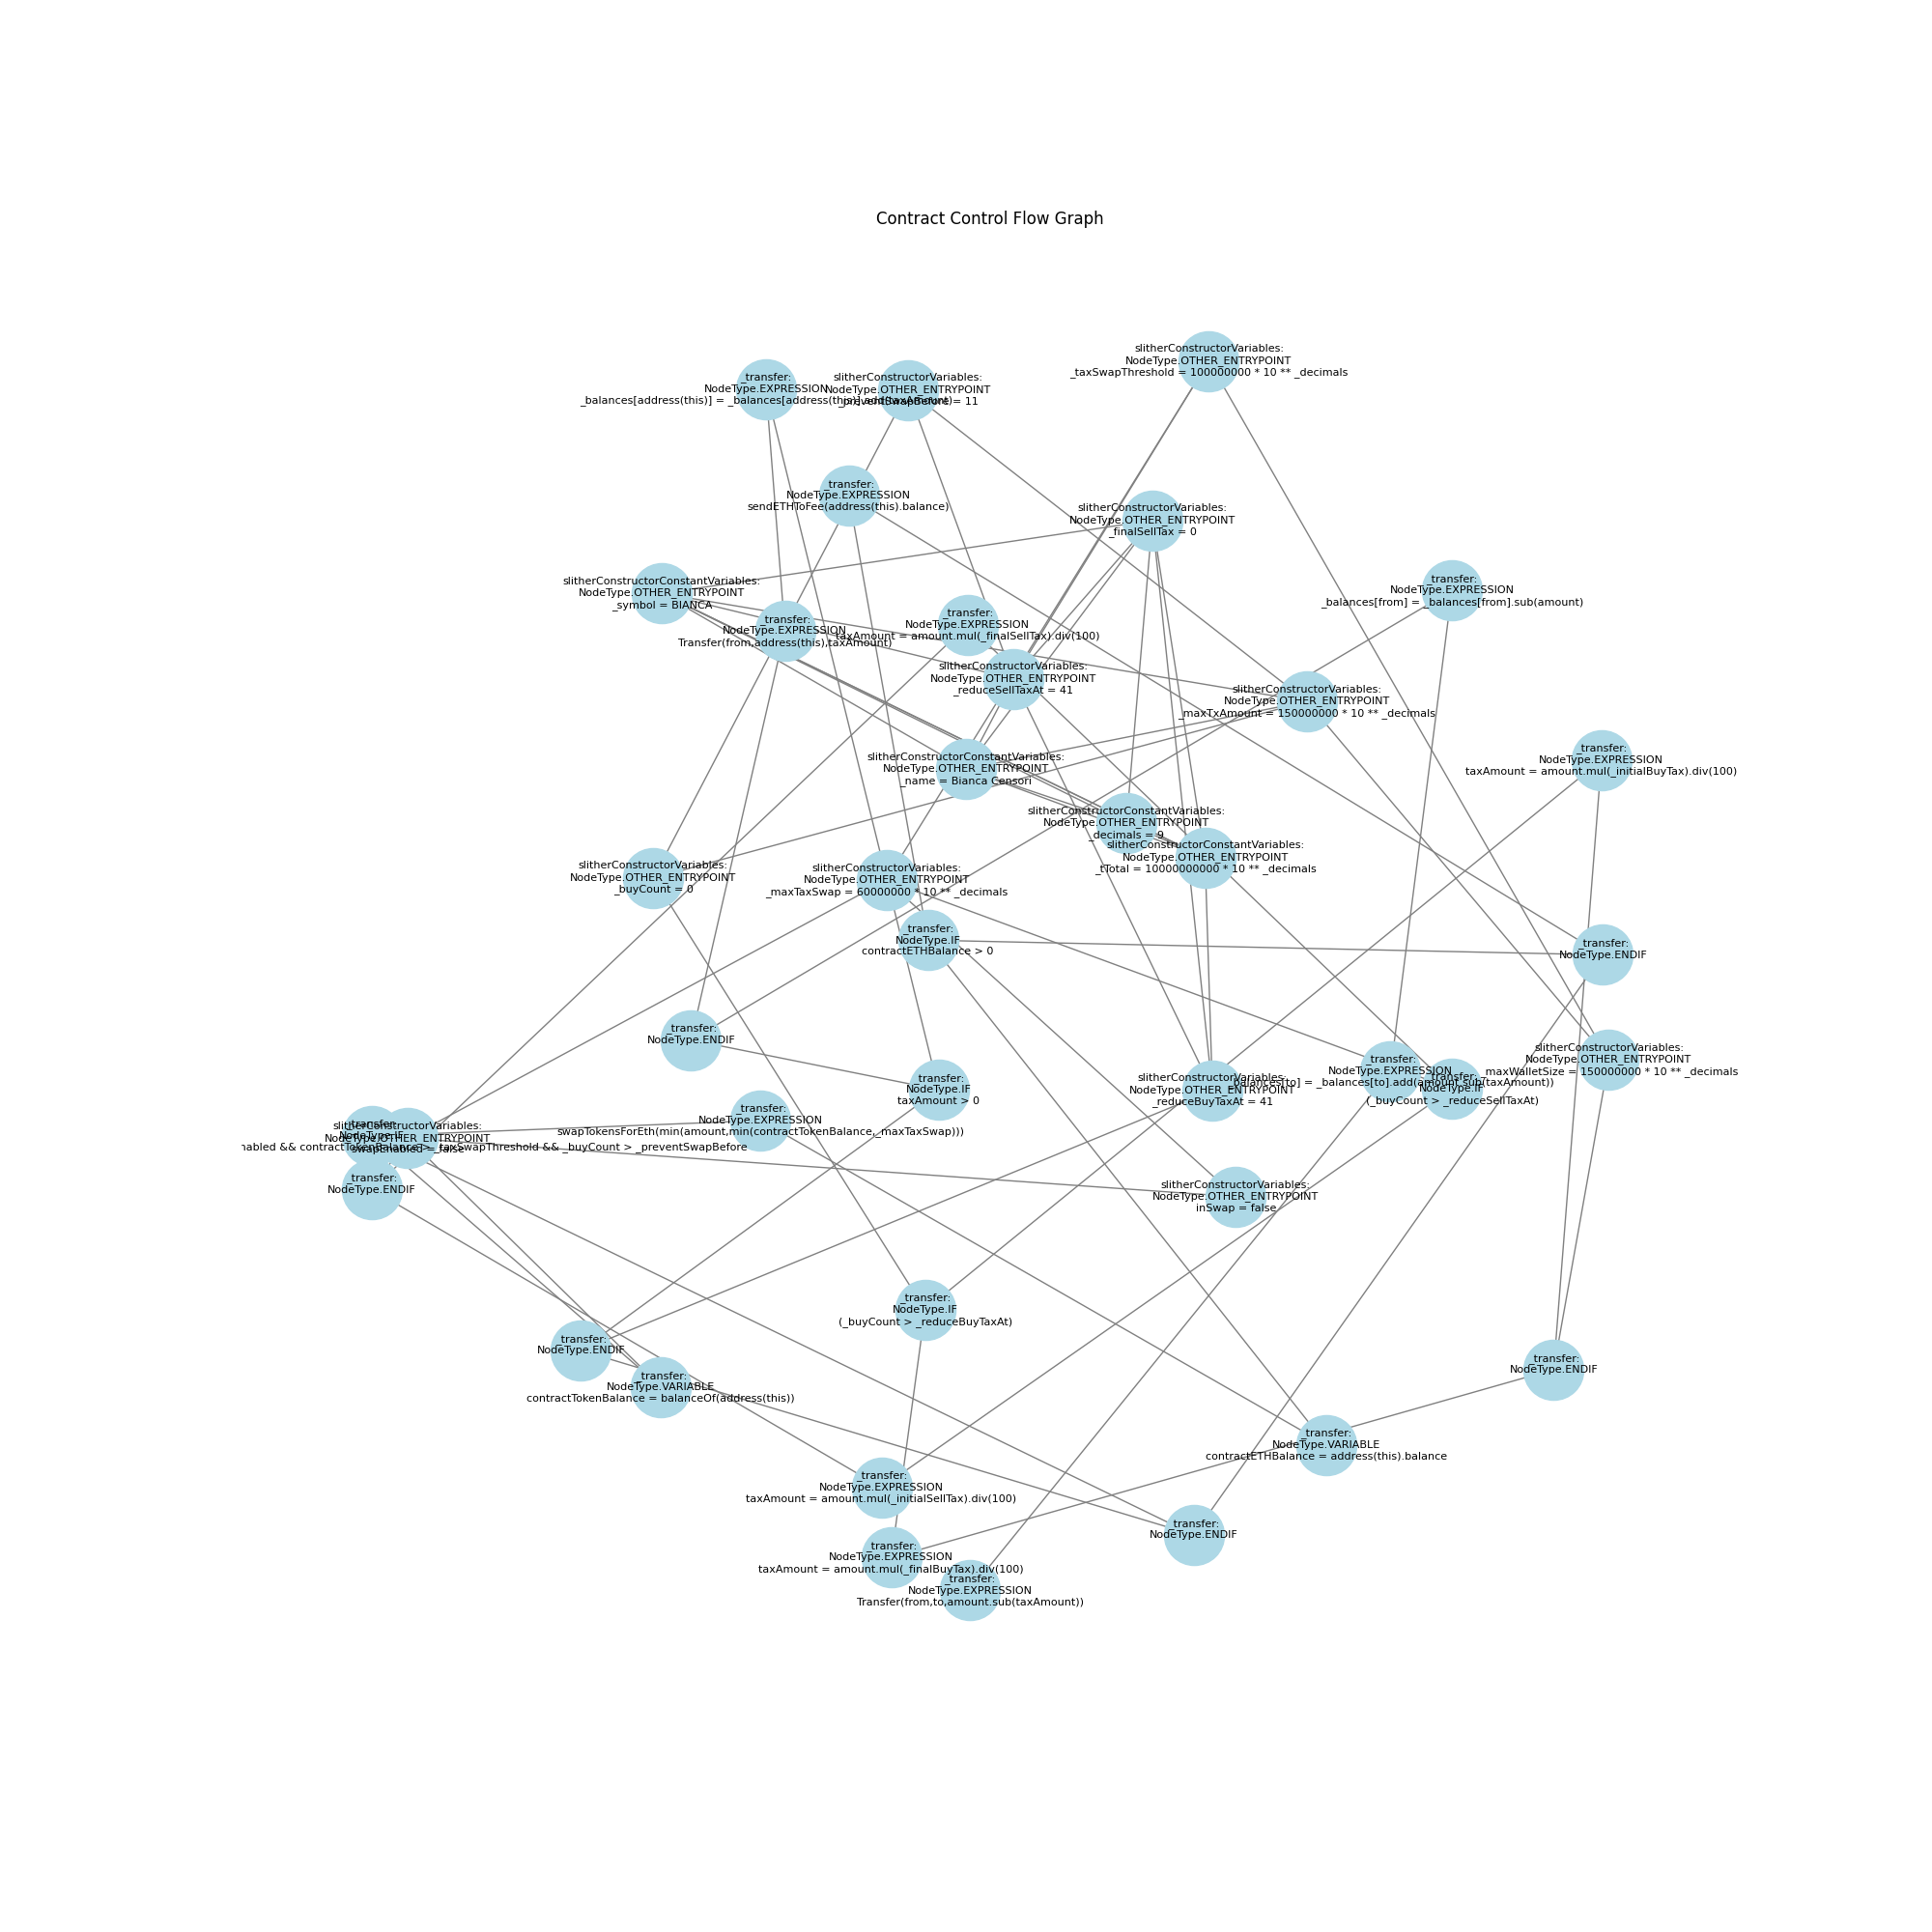 Contract Control Flow Graph
slitherConstructorVariables:
NodeType.OTHER_ENTRYPOINT
_taxSwapThreshold = 100000000 * 10 ** _decimals
_transfer:
NodeType.EXPRESSION
_balances[address(this)] = _balances[address(this)].add(taxAmount)
slitherConstructorVariables:
NodeType.OTHER_ENTRYPOINT
_preventSwapBefore = 11
_transfer:
NodeType.EXPRESSION
sendETHToFee(address(this).balance)
slitherConstructorVariables:
NodeType.OTHER_ENTRYPOINT
_finalSellTax = 0
slitherConstructorConstantVariables:
NodeType.OTHER_ENTRYPOINT
_symbol = BIANCA
_transfer:
NodeType.EXPRESSION
_balances[from] = _balances[from].sub(amount)
_transfer:
NodeType.EXPRESSION
Transfer(from,address(this),taxAmount)
_transfer:
NodeType.EXPRESSION
taxAmount = amount.mul(_finalSellTax).div(100)
slitherConstructorVariables:
NodeType.OTHER_ENTRYPOINT
_reduceSellTaxAt = 41
slitherConstructorVariables:
NodeType.OTHER_ENTRYPOINT
_maxTxAmount = 150000000 * 10 ** _decimals
_transfer:
NodeType.EXPRESSION
taxAmount = amount.mul(_initialBuyTax).div(100)
slitherConstructorConstantVariables:
NodeType.OTHER_ENTRYPOINT
_name = Bianca Censori
slitherConstructorConstantVariables:
NodeType.OTHER_ENTRYPOINT
_decimals = 9
slitherConstructorConstantVariables:
NodeType.OTHER_ENTRYPOINT
_tTotal = 10000000000 * 10 ** _decimals
slitherConstructorVariables:
NodeType.OTHER_ENTRYPOINT
_buyCount = 0
slitherConstructorVariables:
NodeType.OTHER_ENTRYPOINT
_maxTaxSwap = 60000000 * 10 ** _decimals
_transfer:
NodeType.IF
contractETHBalance > 0
_transfer:
NodeType.ENDIF
_transfer:
NodeType.ENDIF
slitherConstructorVariables:
NodeType.OTHER_ENTRYPOINT
_maxWalletSize = 150000000 * 10 ** _decimals
_transfer:
NodeType.EXPRESSION
_balances[to] = _balances[to].add(amount.sub(taxAmount))
_transfer:
NodeType.IF
(_buyCount > _reduceSellTaxAt)
slitherConstructorVariables:
NodeType.OTHER_ENTRYPOINT
_reduceBuyTaxAt = 41
_transfer:
NodeType.IF
taxAmount > 0
_transfer:
NodeType.EXPRESSION
swapTokensForEth(min(amount,min(contractTokenBalance,_maxTaxSwap)))
_transfer:
NodeType.IF
nabled && contractTokenBalance > _taxSwapThreshold && _buyCount > _preventSwapBefore
slitherConstructorVariables:
NodeType.OTHER_ENTRYPOINT
swapEnabled = false
_transfer:
NodeType.ENDIF
slitherConstructorVariables:
NodeType.OTHER_ENTRYPOINT
inSwap = false
_transfer:
NodeType.IF
(_buyCount > _reduceBuyTaxAt)
_transfer:
NodeType.ENDIF
_transfer:
NodeType.ENDIF
_transfer:
NodeType.VARIABLE
contractTokenBalance = balanceOf(address(this))
_transfer:
NodeType.VARIABLE
contractETHBalance = address(this).balance
_transfer:
NodeType.EXPRESSION
taxAmount = amount.mul(_initialSellTax).div(100)
_transfer:
NodeType.ENDIF
_transfer:
NodeType.EXPRESSION
taxAmount = amount.mul(_finalBuyTax).div(100)
_transfer:
NodeType.EXPRESSION
Transfer(from,to,amount.sub(taxAmount))